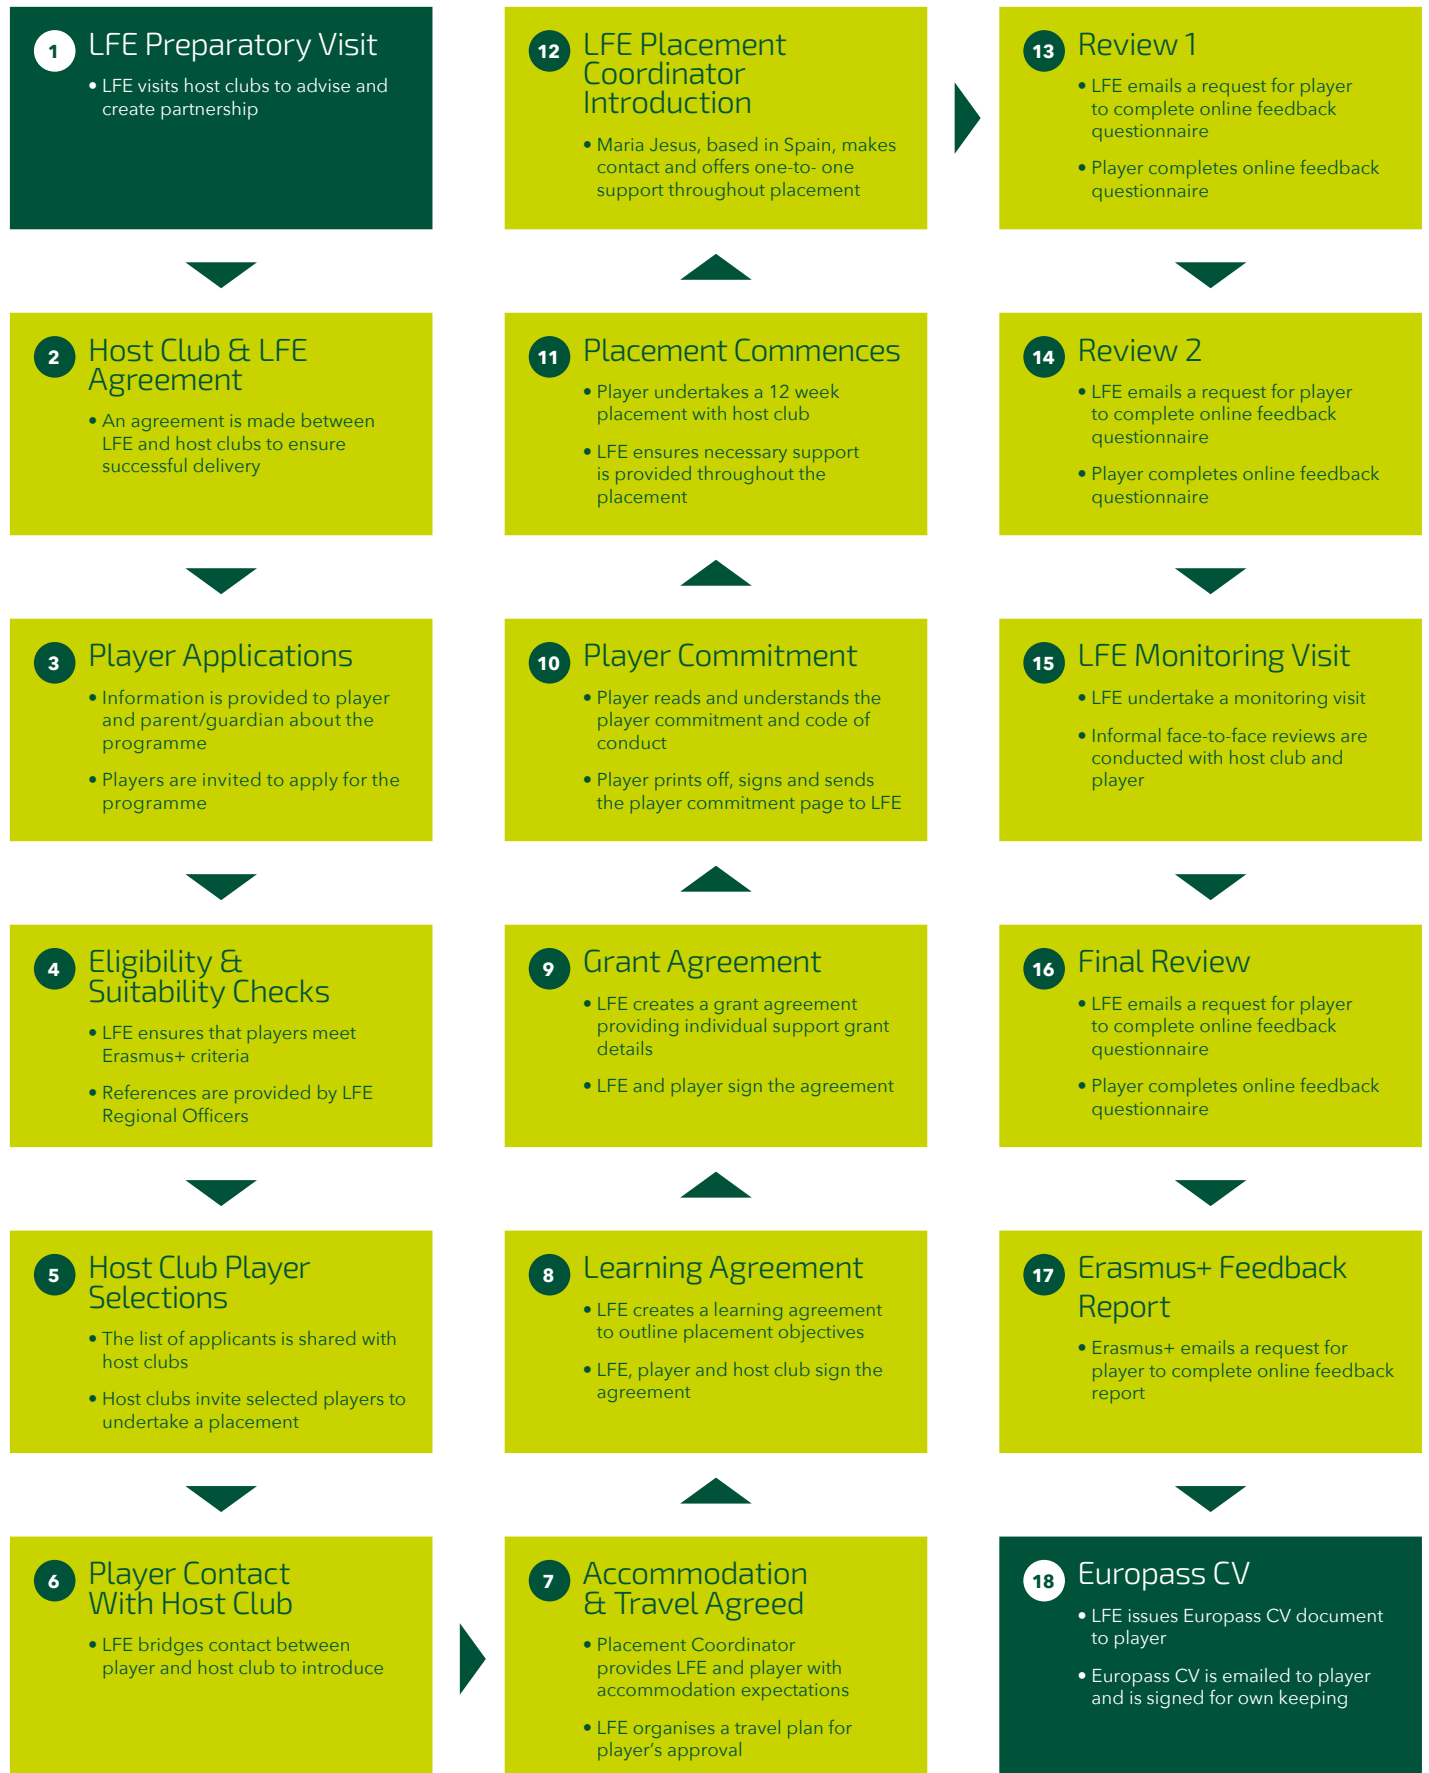 1 LFE Preparatory Visit
• LFE visits host clubs to advise and
create partnership
2 Host Club & LFE
Agreement
• An agreement is made between
LFE and host clubs to ensure
successful delivery
3 Player Applications
• Information is provided to player
and parent/guardian about the
programme
• Players are invited to apply for the
programme
4 Eligibility &
Suitability Checks
• LFE ensures that players meet
Erasmus+ criteria
• References are provided by LFE
Regional Officers
5 Host Club Player
Selections
• The list of applicants is shared with
host clubs
• Host clubs invite selected players to
undertake a placement
6 Player Contact
With Host Club
• LFE bridges contact between
player and host club to introduce
7 Accommodation
& Travel Agreed
• Placement Coordinator
provides LFE and player with
accommodation expectations
• LFE organises a travel plan for
player's approval
8 Learning Agreement
• LFE creates a learning agreement
to outline placement objectives
• LFE, player and host club sign the
agreement
9 Grant Agreement
• LFE creates a grant agreement
providing individual support grant
details
• LFE and player sign the agreement
10 Player Commitment
• Player reads and understands the
player commitment and code of
conduct
• Player prints off, signs and sends
the player commitment page to LFE
11 Placement Commences
• Player undertakes a 12 week
placement with host club
• LFE ensures necessary support
is provided throughout the
placement
12 LFE Placement
Coordinator
Introduction
• Maria Jesus, based in Spain, makes
contact and offers one-to- one
support throughout placement
13 Review 1
• LFE emails a request for player
to complete online feedback
questionnaire
• Player completes online feedback
questionnaire
14 Review 2
• LFE emails a request for player
to complete online feedback
questionnaire
• Player completes online feedback
questionnaire
15 LFE Monitoring Visit
• LFE undertake a monitoring visit
• Informal face-to-face reviews are
conducted with host club and
player
16 Final Review
• LFE emails a request for player
to complete online feedback
questionnaire
• Player completes online feedback
questionnaire
17 Erasmus+ Feedback
Report
• Erasmus+ emails a request for
player to complete online feedback
report
18 Europass CV
• LFE issues Europass CV document
to player
• Europass CV is emailed to player
and is signed for own keeping